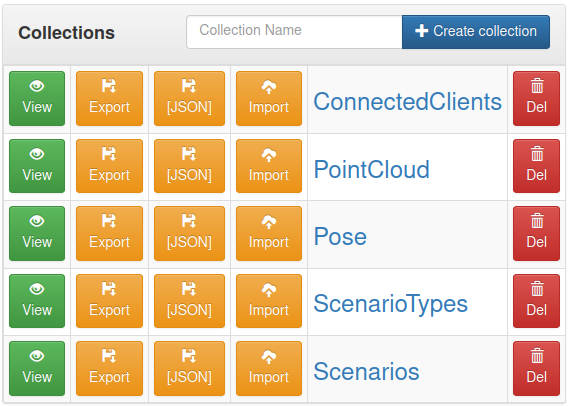 Collections Collection Name Create collection
View Export [JSON] Import ConnectedClients Del
View Export [JSON] Import PointCloud Del
View Export [JSON] Import Pose Del
View Export [JSON] Import ScenarioTypes Del
View Export [JSON] Import Scenarios Del